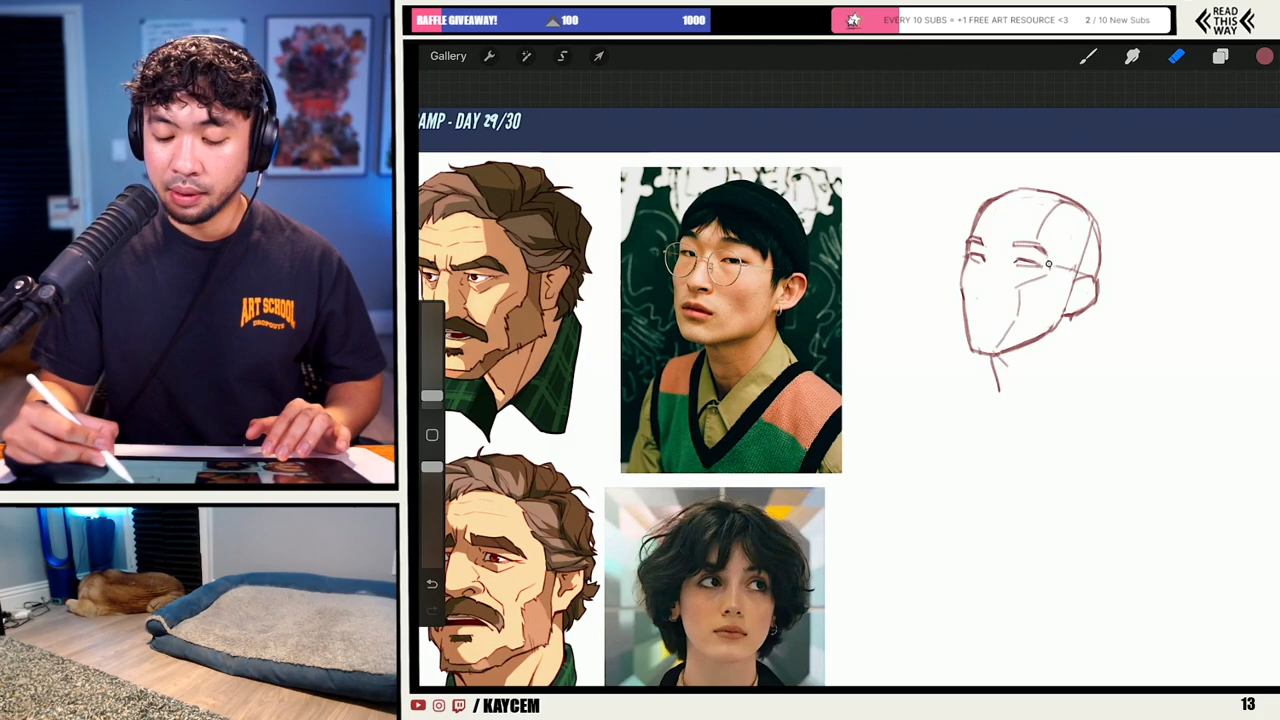 RAFFLE GIVEAWAY!
100
1000
EVERY 10 SUBS = +1 FREE ART RESOURCE <3
2 / 10 New Subs
READ
THIS
WAY
Gallery
AMP - DAY 29/30
ART SCHOOL
DROPOUTS
/ KAYCEM
13